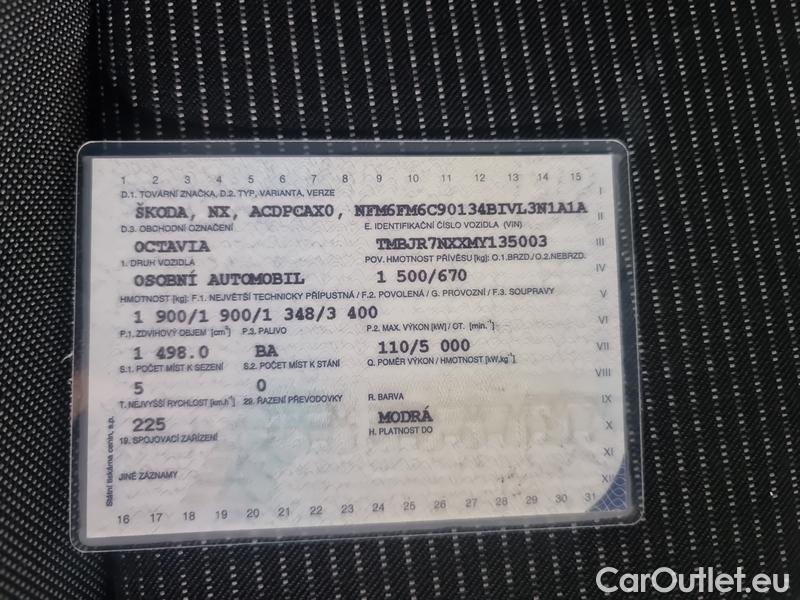 1 2 3 4 5 6 7 8 9 10 11 12 13 14 15
D.1. TOVÁRNÍ ZNAČKA, D.2. TYP, VARIANTA, VERZE I
ŠKODA, NX, ACDPCAX0, NFM6FM6C90134BIVL3N1A1A II
D.3. OBCHODNÍ OZNAČENÍ E. IDENTIFIKAČNÍ ČÍSLO VOZIDLA (VIN)
OCTAVIA TMBJR7NXXMY135003 III
1. DRUH VOZIDLA POV. HMOTNOST PŘÍVĚSU [kg]: O.1.BRZD./O.2.NEBRZD.
OSOBNÍ AUTOMOBIL 1 500/670 IV
HMOTNOST [kg]: F.1. NEJVĚTŠÍ TECHNICKY PŘÍPUSTNÁ / F.2. POVOLENÁ / G. PROVOZNÍ / F.3. SOUPRAVY V
1 900/1 900/1 348/3 400 VI
P.1. ZDVIHOVÝ OBJEM [cm³] P.3. PALIVO P.2. MAX. VÝKON [kW] / OT. [min.⁻¹]
1 498.0 BA 110/5 000 VII
S.1. POČET MÍST K SEZENÍ S.2. POČET MÍST K STÁNÍ Q. POMĚR VÝKON / HMOTNOST [kW.kg⁻¹]
5 0 VIII
T. NEJVYŠŠÍ RYCHLOST [km.h⁻¹] 29. ŘAZENÍ PŘEVODOVKY R. BARVA IX
225 MODRÁ X
19. SPOJOVACÍ ZAŘÍZENÍ H. PLATNOST DO
XI
JINÉ ZÁZNAMY XII
Státní tiskárna cenin, s.p.
16 17 18 19 20 21 22 23 24 25 26 27 28 29 30 31
CarOutlet.eu